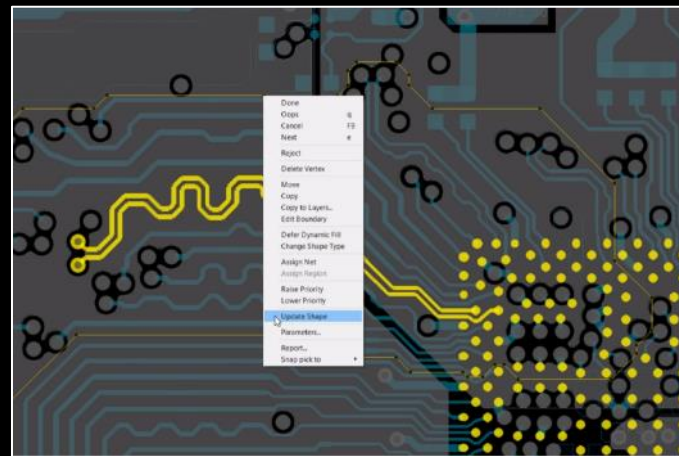 Done
Oops q
Cancel F9
Next e
Reject
Delete Vertex
Move
Copy
Copy to Layers...
Edit Boundary
Defer Dynamic Fill
Change Shape Type
Assign Net
Assign Region
Raise Priority
Lower Priority
Update Shape
Parameters...
Report...
Snap pick to